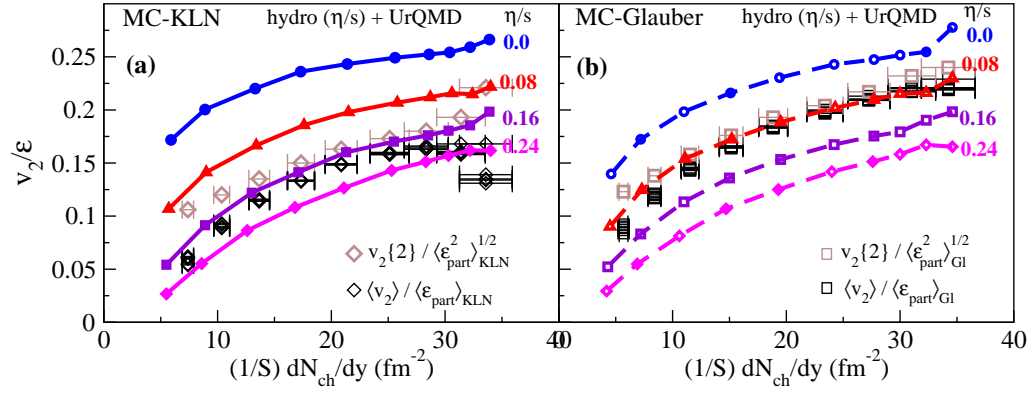 MC-KLN hydro (η/s) + UrQMD η/s
MC-Glauber hydro (η/s) + UrQMD η/s
(a)
(b)
0.0
0.08
0.16
0.24
0.0
0.08
0.16
0.24
v₂{2} / ⟨ε²part⟩^1/2 KLN
⟨v₂⟩ / ⟨εpart⟩KLN
v₂{2} / ⟨ε²part⟩^1/2 Gl
⟨v₂⟩ / ⟨εpart⟩Gl
v₂/ε
0.25
0.2
0.15
0.1
0.05
0
0 10 20 30 40
0 10 20 30 40
(1/S) dNch/dy (fm⁻²)
(1/S) dNch/dy (fm⁻²)